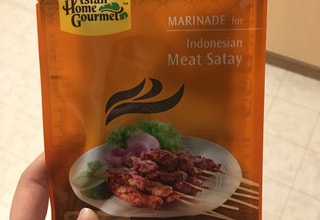 Asian
Home
Gourmet
MARINADE for
Indonesian
Meat Satay